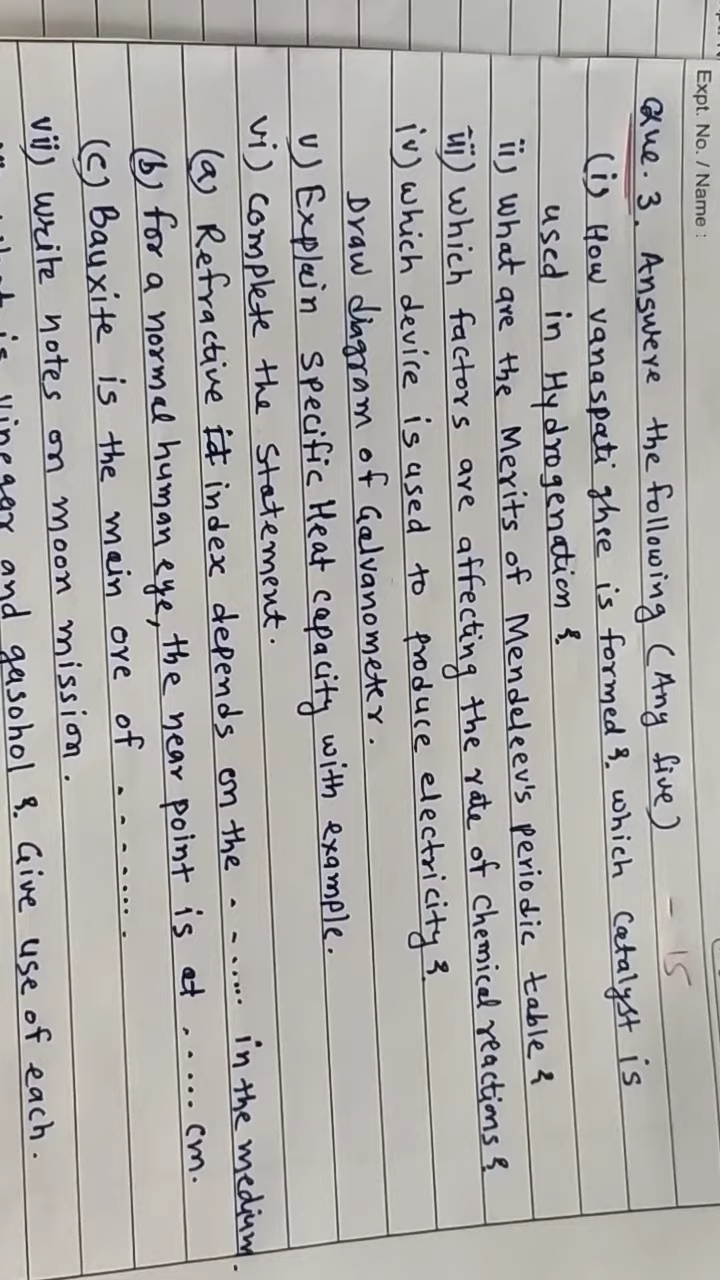 Expt. No. / Name :
Que. 3. Answere the following (Any five) - 15
(i) How vanaspati ghee is formed ? which catalyst is
used in Hydrogenation ?
ii) what are the Merits of Mendeleev's periodic table ?
iii) which factors are affecting the rate of chemical reactions ?
iv) which device is used to produce electricity ?
Draw diagram of Galvanometer.
v) Explain specific Heat capacity with example.
vi) complete the statement.
(a) Refractive index depends on the ........ in the medium.
(b) for a normal human eye, the near point is at ...... cm.
(c) Bauxite is the main ore of ........
vii) write notes on moon mission.
is vinegar and gasohol ? Give use of each.